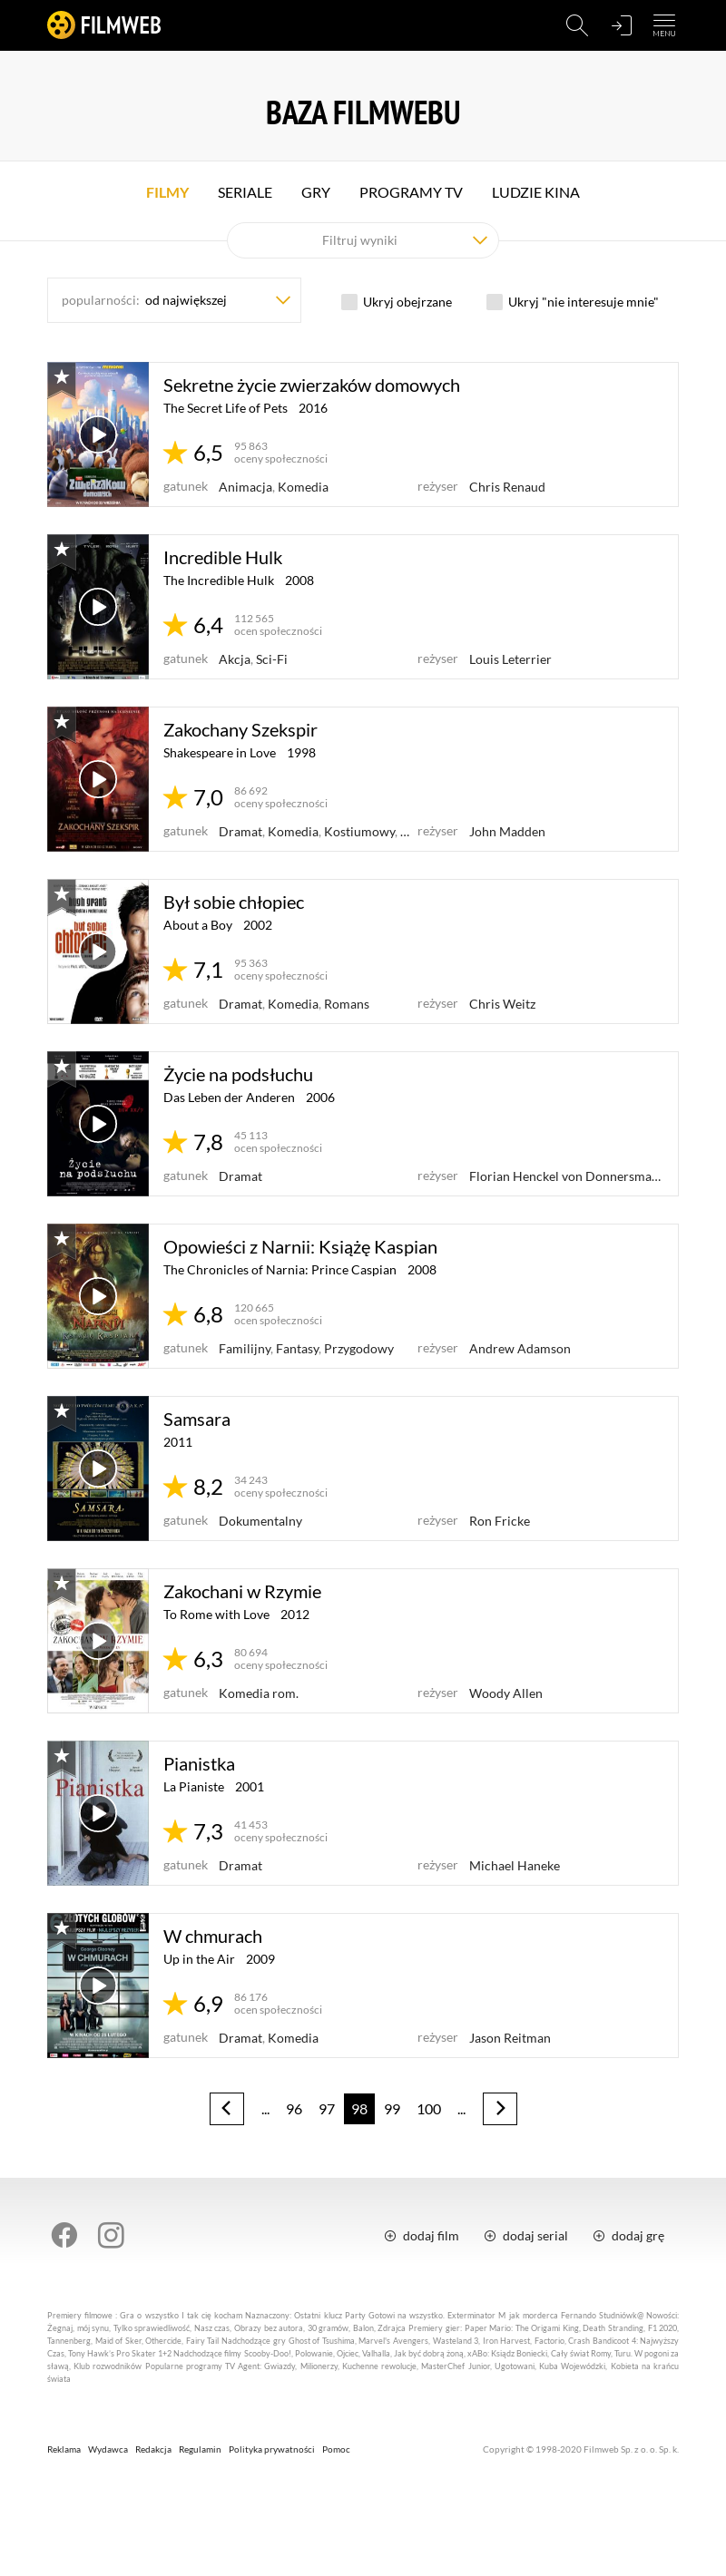 FILMWEB
MENU
BAZA FILMWEBU
FILMY SERIALE GRY PROGRAMY TV LUDZIE KINA
Filtruj wyniki
popularności: od największej
Ukryj obejrzane
Ukryj "nie interesuje mnie"
Sekretne życie zwierzaków domowych
The Secret Life of Pets 2016
6,5
95 863
oceny społeczności
gatunek Animacja, Komedia
reżyser Chris Renaud
HULK
Incredible Hulk
The Incredible Hulk 2008
6,4
112 565
ocen społeczności
gatunek Akcja, Sci-Fi
reżyser Louis Leterrier
ZAKOCHANY SZEKSPIR
Zakochany Szekspir
Shakespeare in Love 1998
7,0
86 692
oceny społeczności
gatunek Dramat, Komedia, Kostiumowy, ...
reżyser John Madden
Był sobie chłopiec
About a Boy 2002
7,1
95 363
oceny społeczności
gatunek Dramat, Komedia, Romans
reżyser Chris Weitz
Życie
na podsłuchu
Życie na podsłuchu
Das Leben der Anderen 2006
7,8
45 113
ocen społeczności
gatunek Dramat
reżyser Florian Henckel von Donnersma...
Opowieści z Narnii: Książę Kaspian
The Chronicles of Narnia: Prince Caspian 2008
6,8
120 665
ocen społeczności
gatunek Familijny, Fantasy, Przygodowy
reżyser Andrew Adamson
SAMSARA
Samsara
2011
8,2
34 243
oceny społeczności
gatunek Dokumentalny
reżyser Ron Fricke
Zakochani w Rzymie
To Rome with Love 2012
6,3
80 694
oceny społeczności
gatunek Komedia rom.
reżyser Woody Allen
Pianistka
Pianistka
La Pianiste 2001
7,3
41 453
oceny społeczności
gatunek Dramat
reżyser Michael Haneke
W CHMURACH
W chmurach
Up in the Air 2009
6,9
86 176
ocen społeczności
gatunek Dramat, Komedia
reżyser Jason Reitman
... 96 97 98 99 100 ...
dodaj film dodaj serial dodaj grę
Premiery filmowe : Gra o wszystko I tak cię kocham Naznaczony: Ostatni klucz Party Gotowi na wszystko. Exterminator M jak morderca Fernando Studniówk@ Nowości:
Żegnaj, mój synu, Tylko sprawiedliwość, Nasz czas, Obrazy bez autora, 30 gramów, Balon, Zdrajca Premiery gier: Paper Mario: The Origami King, Death Stranding, F1 2020,
Tannenberg, Maid of Sker, Othercide, Fairy Tail Nadchodzące gry Ghost of Tsushima, Marvel's Avengers, Wasteland 3, Iron Harvest, Factorio, Crash Bandicoot 4: Najwyższy
Czas, Tony Hawk's Pro Skater 1+2 Nadchodzące filmy Scooby-Doo!, Polowanie, Ojciec, Valhalla, Jak być dobrą żoną, xABo: Ksiądz Boniecki, Cały świat Romy, Turu. W pogoni za
sławą, Klub rozwodników Popularne programy TV Agent: Gwiazdy, Milionerzy, Kuchenne rewolucje, MasterChef Junior, Ugotowani, Kuba Wojewódzki, Kobieta na krańcu
świata
Reklama Wydawca Redakcja Regulamin Polityka prywatności Pomoc
Copyright © 1998-2020 Filmweb Sp. z o. o. Sp. k.